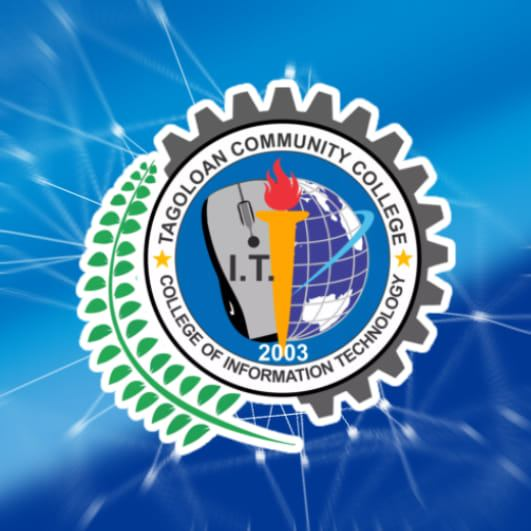 TAGOLOAN COMMUNITY COLLEGE
I.T.
2003
COLLEGE OF INFORMATION TECHNOLOGY